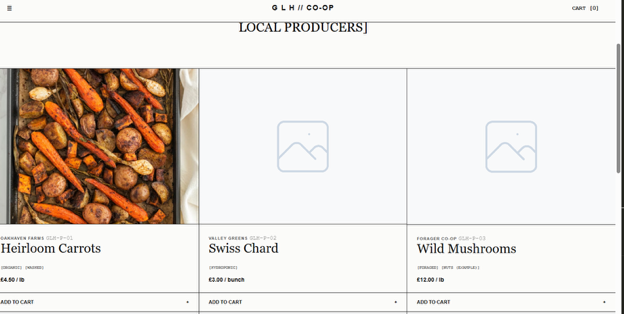 ☰
G L H // CO-OP
CART [0]
LOCAL PRODUCERS]
OAKHAVEN FARMS GLH-P-01
Heirloom Carrots
[ORGANIC] [WASHED]
£4.50 / lb
ADD TO CART +
VALLEY GREENS GLH-P-02
Swiss Chard
[HYDROPONIC]
£3.00 / bunch
ADD TO CART +
FORAGER CO-OP GLH-P-03
Wild Mushrooms
[FORAGED] [NUTS (EXAMPLE)]
£12.00 / lb
ADD TO CART +